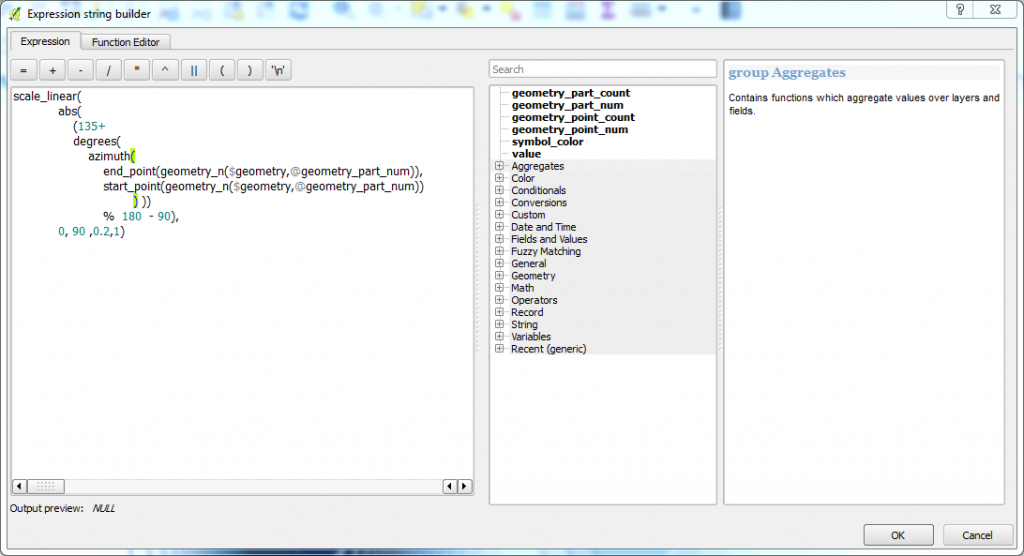 Expression string builder
Expression
Function Editor
= + - / * ^ || ( ) '\n'
scale_linear(
abs(
(135+
degrees(
azimuth(
end_point(geometry_n($geometry,@geometry_part_num)),
start_point(geometry_n($geometry,@geometry_part_num))
) ))
% 180 - 90),
0, 90 ,0.2,1)
Output preview: NULL
Search
geometry_part_count
geometry_part_num
geometry_point_count
geometry_point_num
symbol_color
value
Aggregates
Color
Conditionals
Conversions
Custom
Date and Time
Fields and Values
Fuzzy Matching
General
Geometry
Math
Operators
Record
String
Variables
Recent (generic)
group Aggregates
Contains functions which aggregate values over layers and
fields.
OK
Cancel